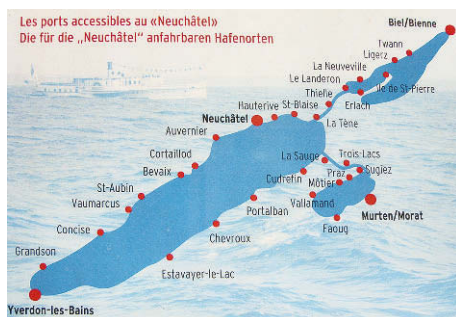 Les ports accessibles au «Neuchâtel»
Die für die „Neuchâtel“ anfahrbaren Hafenorten
Biel/Bienne
Twann
Ligerz
La Neuveville
Le Landeron
Ile de St-Pierre
Thielle
Erlach
Hauterive
St-Blaise
Neuchâtel
La Tène
Auvernier
Cortaillod
La Sauge
Trois-Lacs
Bevaix
Sugiez
Praz
Cudrefin
Môtier
St-Aubin
Vallamand
Vaumarcus
Portalban
Murten/Morat
Concise
Chevroux
Faoug
Grandson
Estavayer-le-Lac
Yverdon-les-Bains